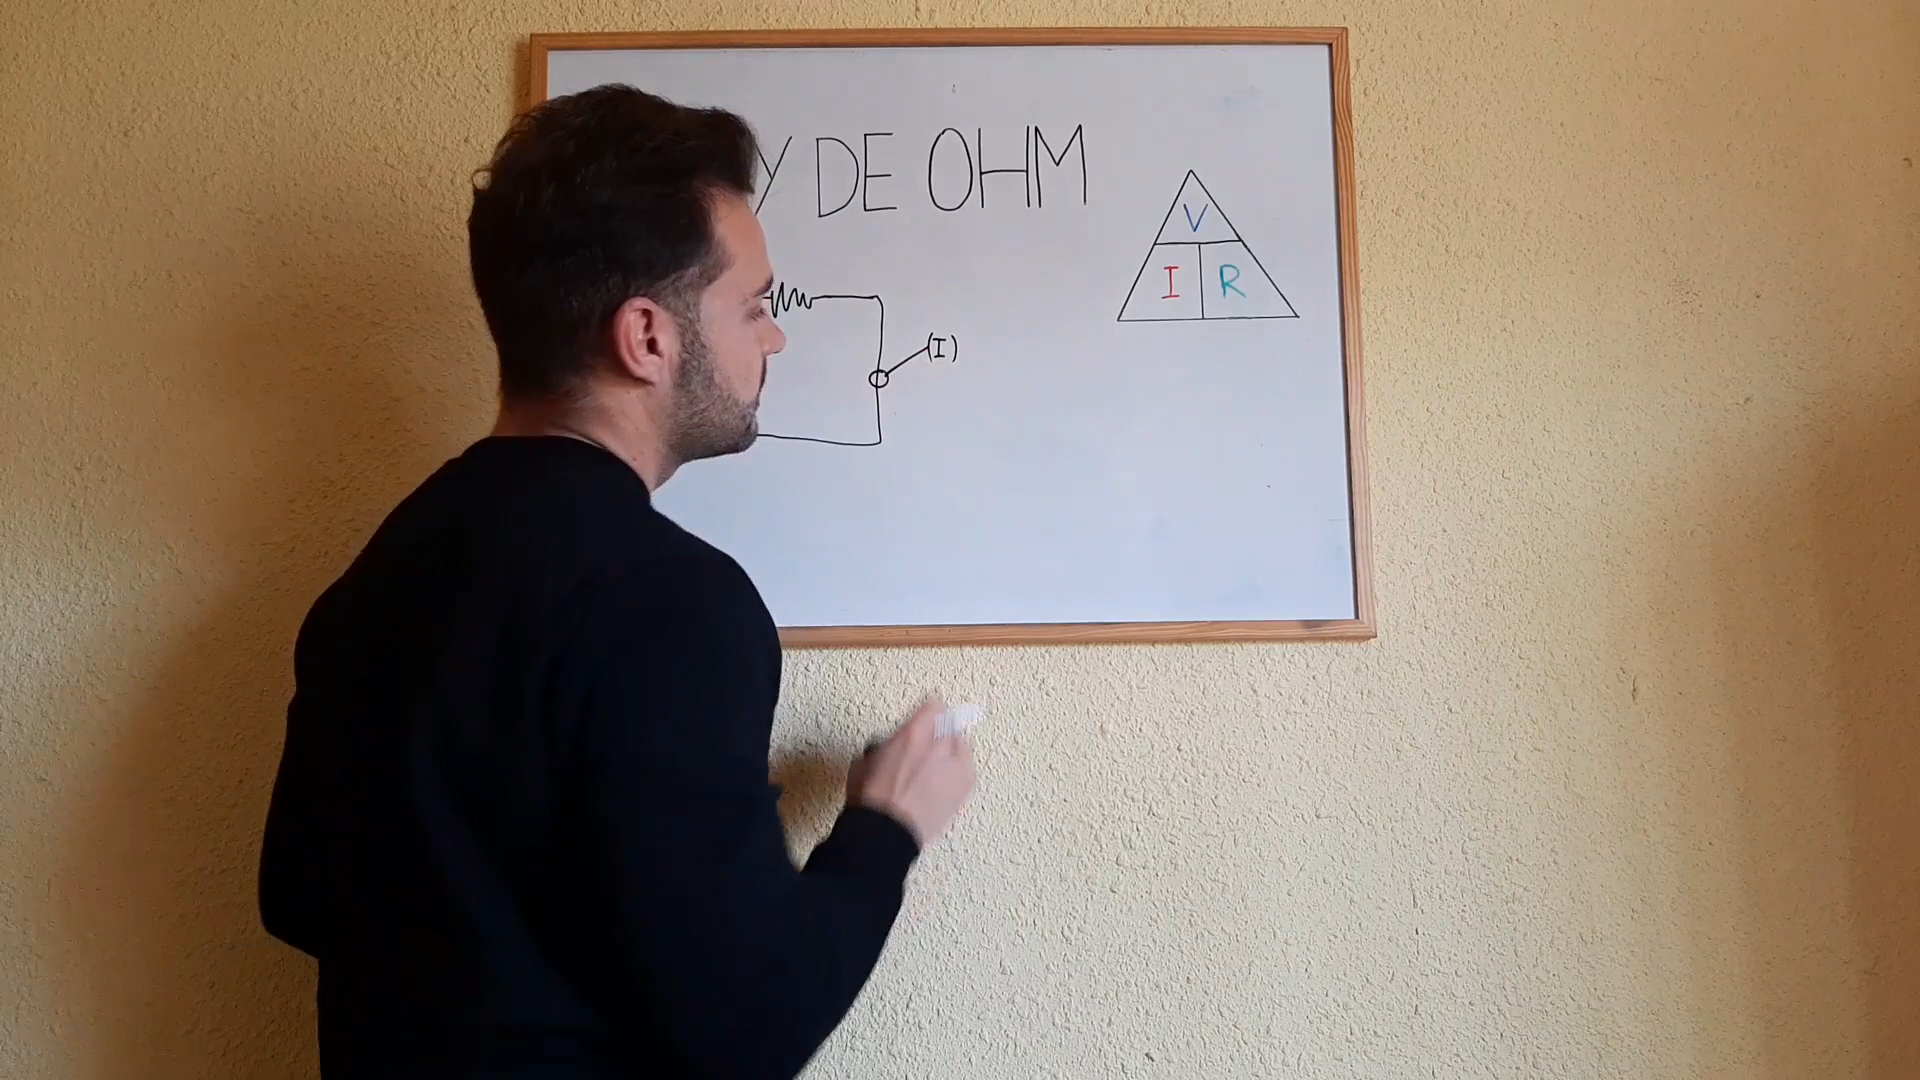 Y DE OHM
V
I R
(I)